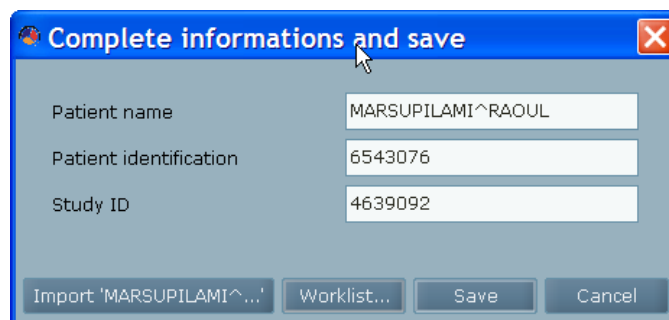 Complete informations and save
Patient name MARSUPILAMI^RAOUL
Patient identification 6543076
Study ID 4639092
Import 'MARSUPILAMI^...' Worklist... Save Cancel